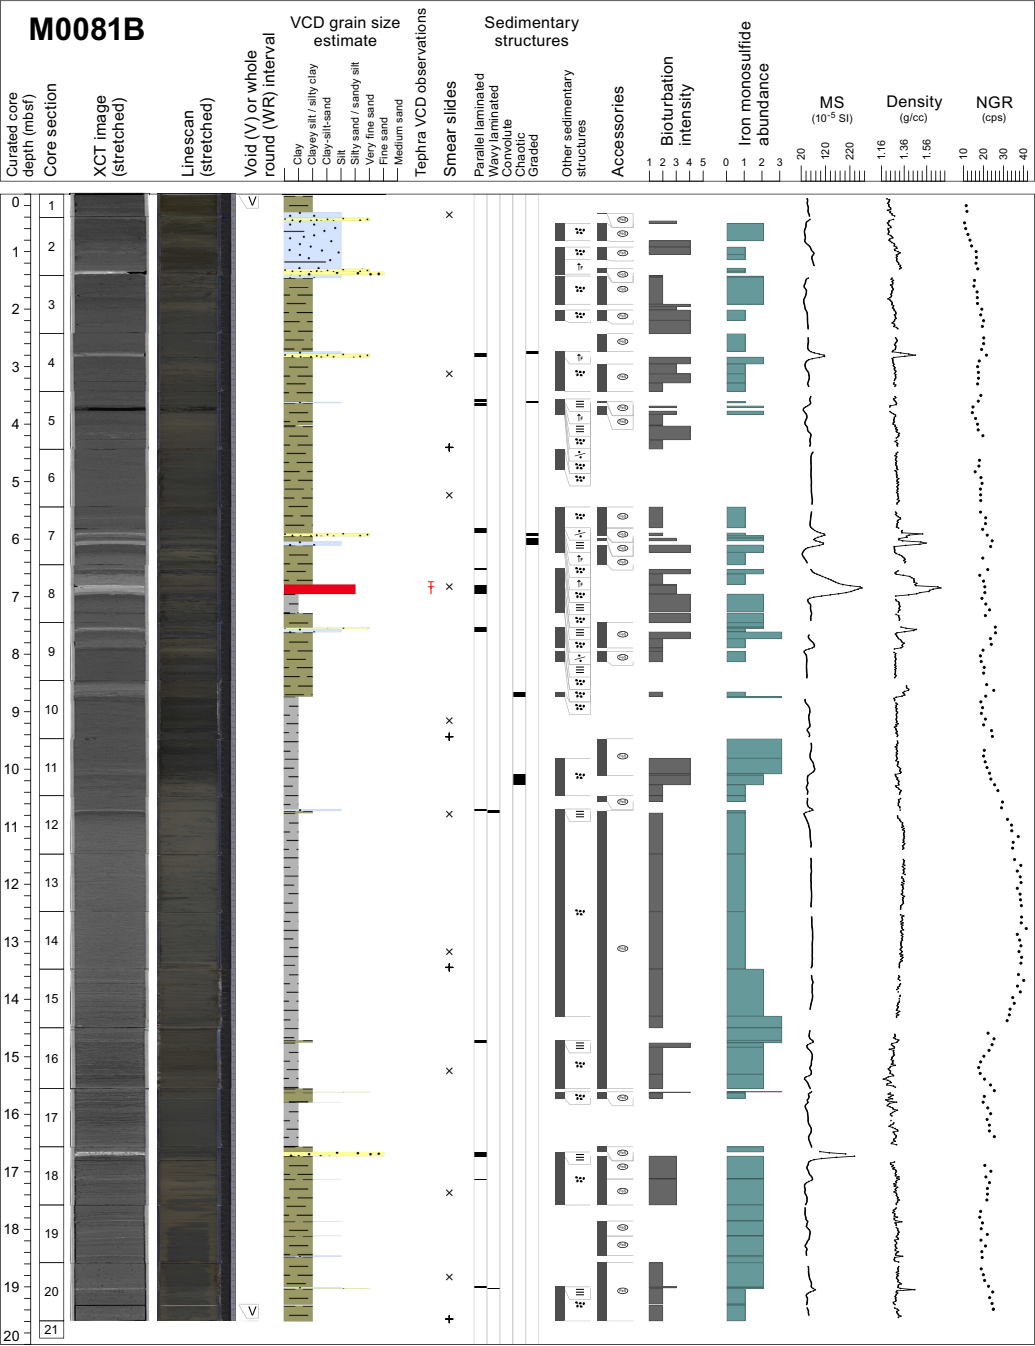 M0081B
Curated core
depth (mbsf)
Core section
XCT image
(stretched)
Linescan
(stretched)
Void (V) or whole
round (WR) interval
VCD grain size
estimate
Clay
Clayey silt / silty clay
Clay-silt-sand
Silt
Silty sand / sandy silt
Very fine sand
Fine sand
Medium sand
Tephra VCD observations
Smear slides
Sedimentary
structures
Parallel laminated
Wavy laminated
Convolute
Chaotic
Graded
Other sedimentary
structures
Accessories
Bioturbation
intensity
1 2 3 4 5
Iron monosulfide
abundance
0 1 2 3
MS
(10⁻⁵ SI)
20 120 220
Density
(g/cc)
1.16 1.36 1.56
NGR
(cps)
10 20 30 40
0
1
2
3
4
5
6
7
8
9
10
11
12
13
14
15
16
17
18
19
20
1
2
3
4
5
6
7
8
9
10
11
12
13
14
15
16
17
18
19
20
21
V
V
T